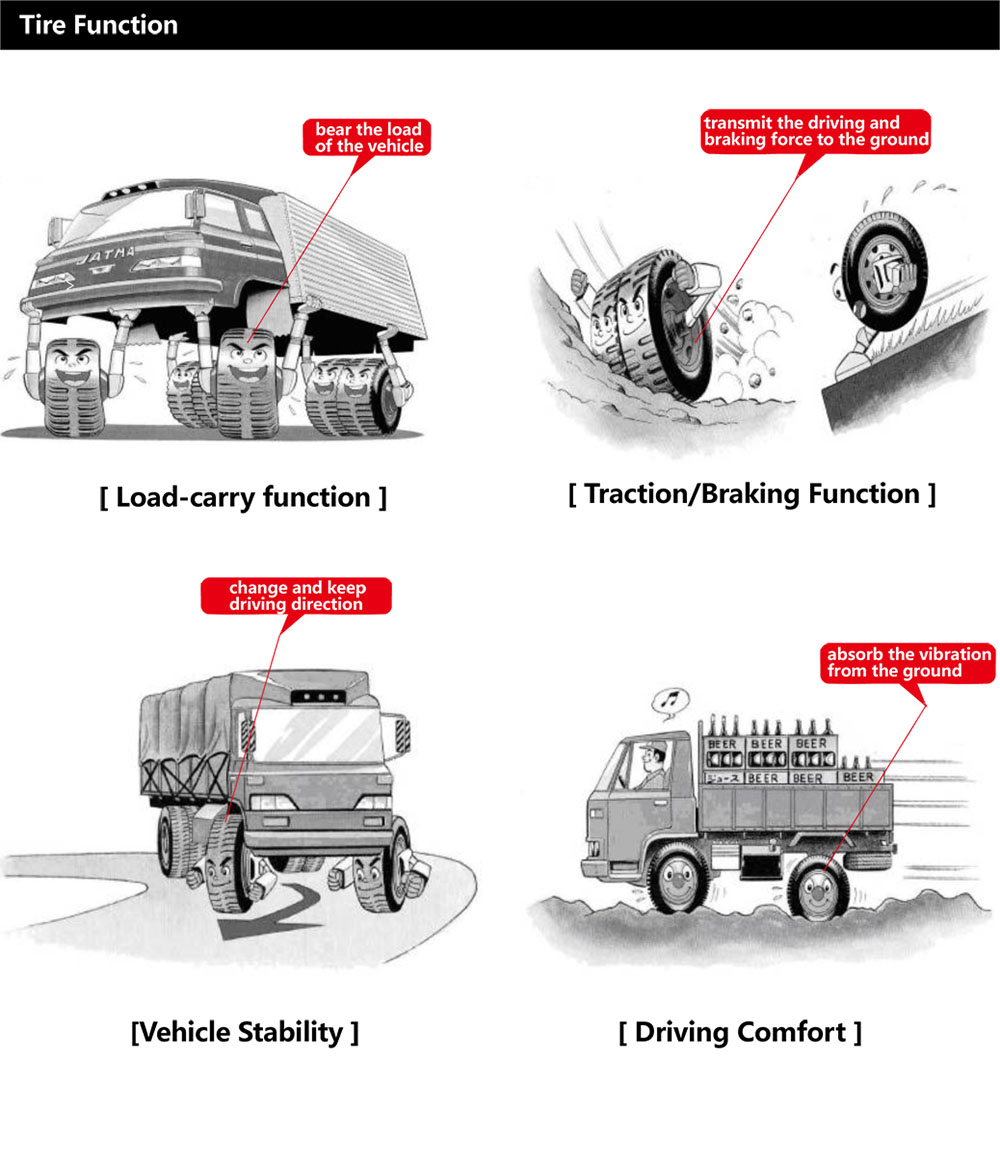 Tire Function
bear the load
of the vehicle
transmit the driving and
braking force to the ground
JATMA
[ Load-carry function ]
[ Traction/Braking Function ]
change and keep
driving direction
absorb the vibration
from the ground
BEER BEER BEER
ジュース BEER BEER BEER
[Vehicle Stability ]
[ Driving Comfort ]